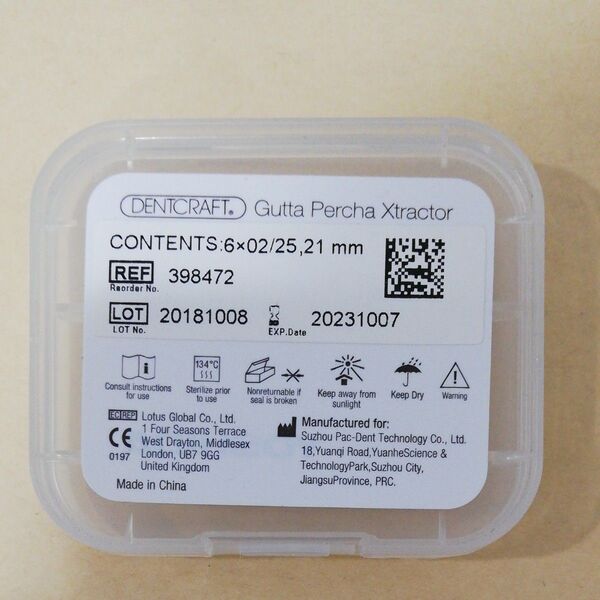 DENTCRAFT® Gutta Percha Xtractor
CONTENTS:6×02/25,21 mm
REF 398472
Reorder No.
LOT 20181008 20231007
LOT No. EXP.Date
134°C
Consult instructions for use
Sterilize prior to use
Nonreturnable if seal is broken
Keep away from sunlight
Keep Dry
Warning
EC REP Lotus Global Co., Ltd.
1 Four Seasons Terrace
West Drayton, Middlesex
London, UB7 9GG
United Kingdom
CE 0197
Manufactured for:
Suzhou Pac-Dent Technology Co., Ltd.
18,Yuanqi Road,YuanheScience &
TechnologyPark,Suzhou City,
JiangsuProvince, PRC.
Made in China